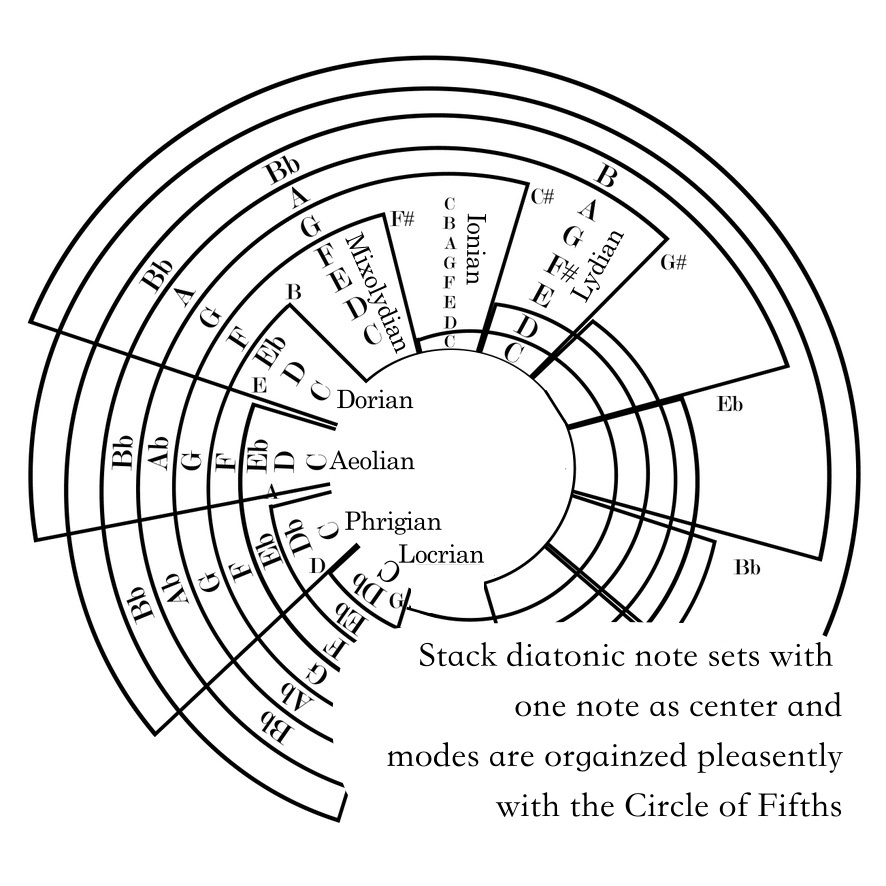 Bb
B
A
A
C#
G
G
F#
F#
Lydian
E
D
C
G#
C
B
A
G
F
E
D
C
Ionian
F
E
D
C
Mixolydian
Bb
A
G
F
Eb
D
C
B
Dorian
E
Bb
Ab
G
F
Eb
D
C
Aeolian
A
Bb
Ab
G
F
Eb
Db
C
Phrigian
D
Locrian
C
Db
G
Eb
F
G
Ab
Bb
Eb
Bb
Stack diatonic note sets with
one note as center and
modes are orgainzed pleasently
with the Circle of Fifths